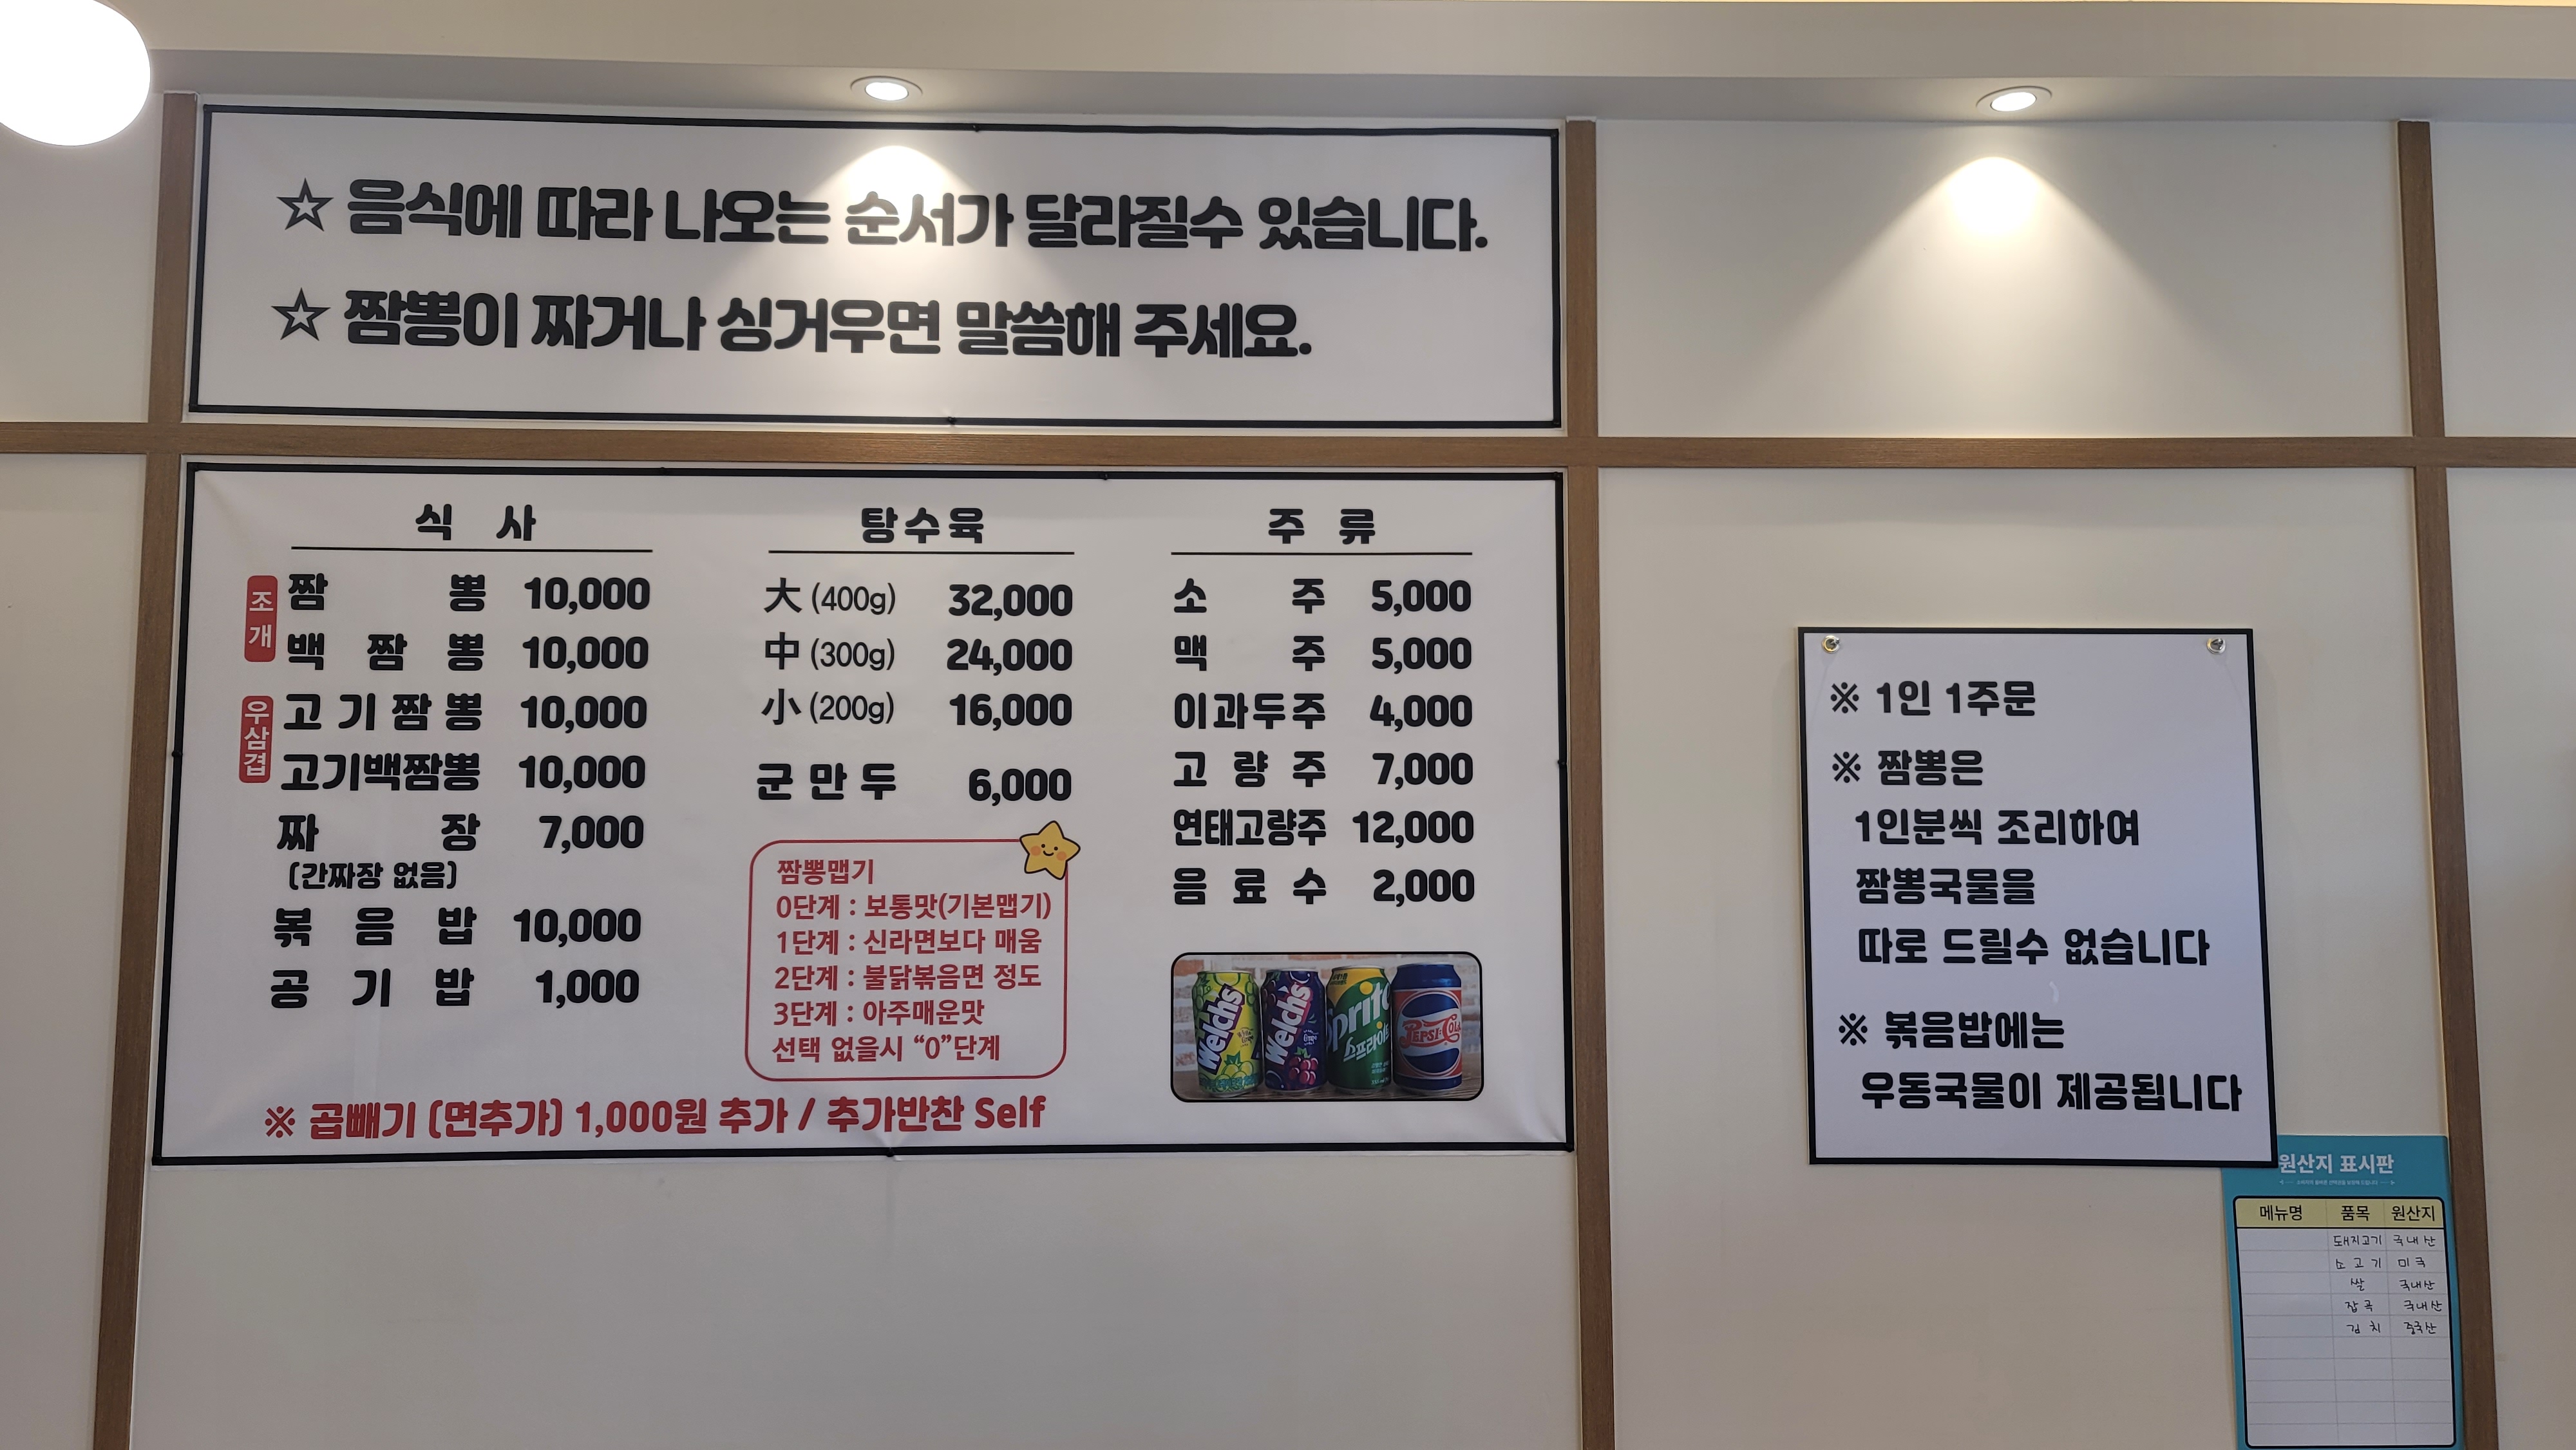 ☆ 음식에 따라 나오는 순서가 달라질수 있습니다.
☆ 짬뽕이 짜거나 싱거우면 말씀해 주세요.
식 사
조개
짬 뽕 10,000
백 짬 뽕 10,000
우삼겹
고 기 짬 뽕 10,000
고기백짬뽕 10,000
짜 장 7,000
(간짜장 없음)
볶 음 밥 10,000
공 기 밥 1,000
탕수육
大 (400g) 32,000
中 (300g) 24,000
小 (200g) 16,000
군 만 두 6,000
짬뽕맵기
0단계 : 보통맛(기본맵기)
1단계 : 신라면보다 매움
2단계 : 불닭볶음면 정도
3단계 : 아주매운맛
선택 없을시 “0”단계
주 류
소 주 5,000
맥 주 5,000
이과두주 4,000
고 량 주 7,000
연태고량주 12,000
음 료 수 2,000
Welchs
Welchs
Sprite
스프라이트
PEPSI-COLA
※ 곱빼기 (면추가) 1,000원 추가 / 추가반찬 Self
※ 1인 1주문
※ 짬뽕은
1인분씩 조리하여
짬뽕국물을
따로 드릴수 없습니다
※ 볶음밥에는
우동국물이 제공됩니다
원산지 표시판
메뉴명 품목 원산지
돼지고기 국내산
소고기 미국
쌀 국내산
잡곡 국내산
김치 중국산